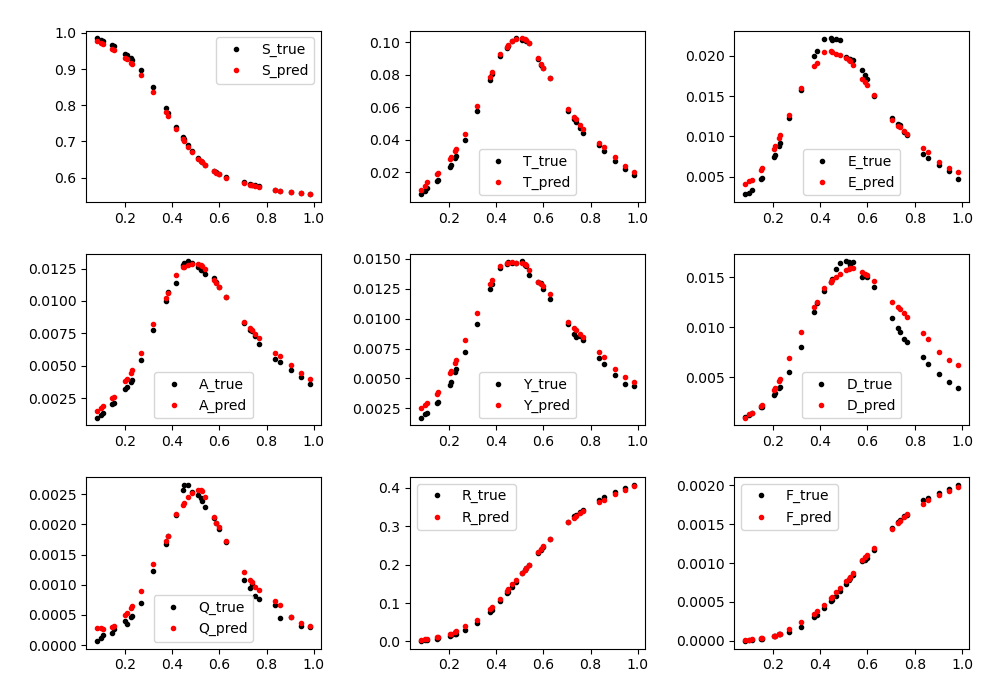 1.0
0.9
0.8
0.7
0.6
S_true
S_pred
0.2 0.4 0.6 0.8 1.0
0.10
0.08
0.06
0.04
0.02
T_true
T_pred
0.2 0.4 0.6 0.8 1.0
0.020
0.015
0.010
0.005
E_true
E_pred
0.2 0.4 0.6 0.8 1.0
0.0125
0.0100
0.0075
0.0050
0.0025
A_true
A_pred
0.2 0.4 0.6 0.8 1.0
0.0150
0.0125
0.0100
0.0075
0.0050
0.0025
Y_true
Y_pred
0.2 0.4 0.6 0.8 1.0
0.015
0.010
0.005
D_true
D_pred
0.2 0.4 0.6 0.8 1.0
0.0025
0.0020
0.0015
0.0010
0.0005
0.0000
Q_true
Q_pred
0.2 0.4 0.6 0.8 1.0
0.4
0.3
0.2
0.1
0.0
R_true
R_pred
0.2 0.4 0.6 0.8 1.0
0.0020
0.0015
0.0010
0.0005
0.0000
F_true
F_pred
0.2 0.4 0.6 0.8 1.0